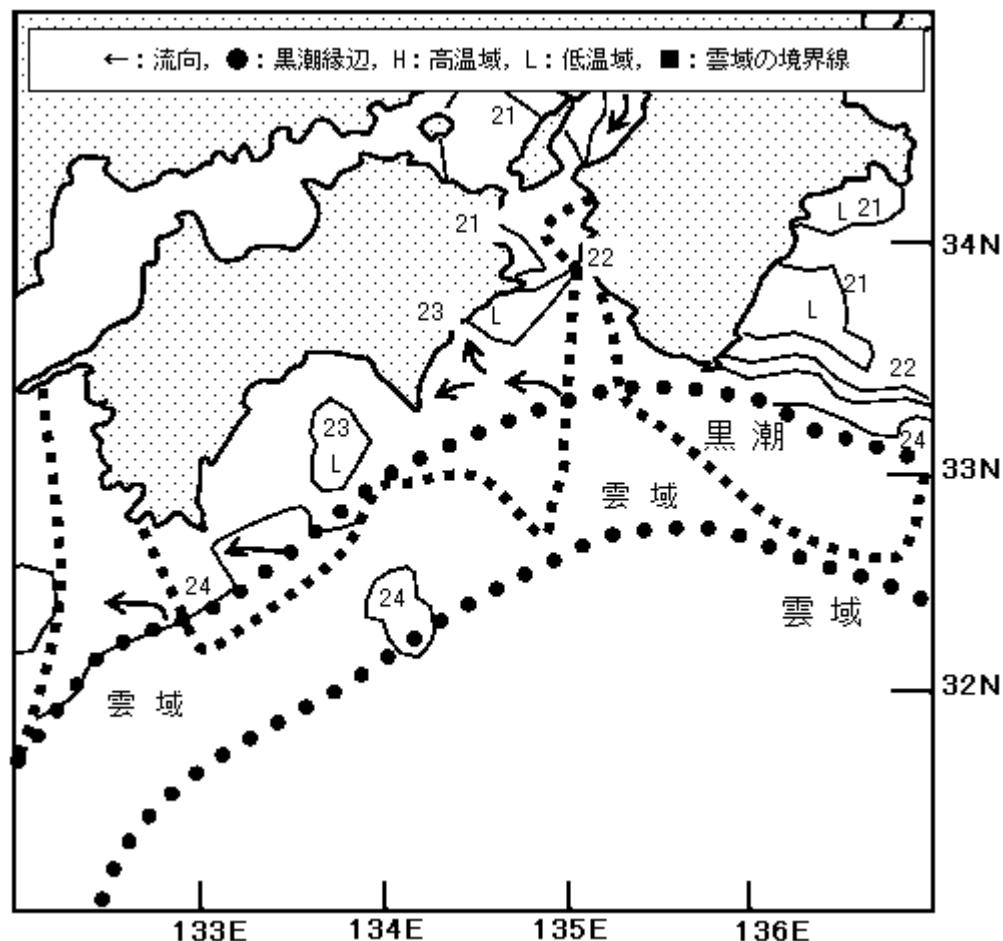 ←：流向，●：黒潮縁辺，H：高温域，L：低温域，■：雲域の境界線
21
L 21
21
34N
22
21
23
L
L
22
23
L
黒 潮
24
33N
雲 域
24
24
雲 域
32N
雲 域
133E 134E 135E 136E